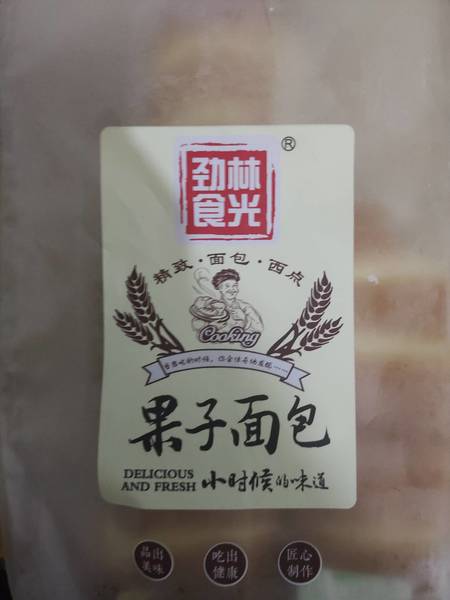 劲林
食光
®
精致·面包·西点
Cooking
果子面包
DELICIOUS
AND FRESH
小时候的味道
品出
美味
吃出
健康
匠心
制作